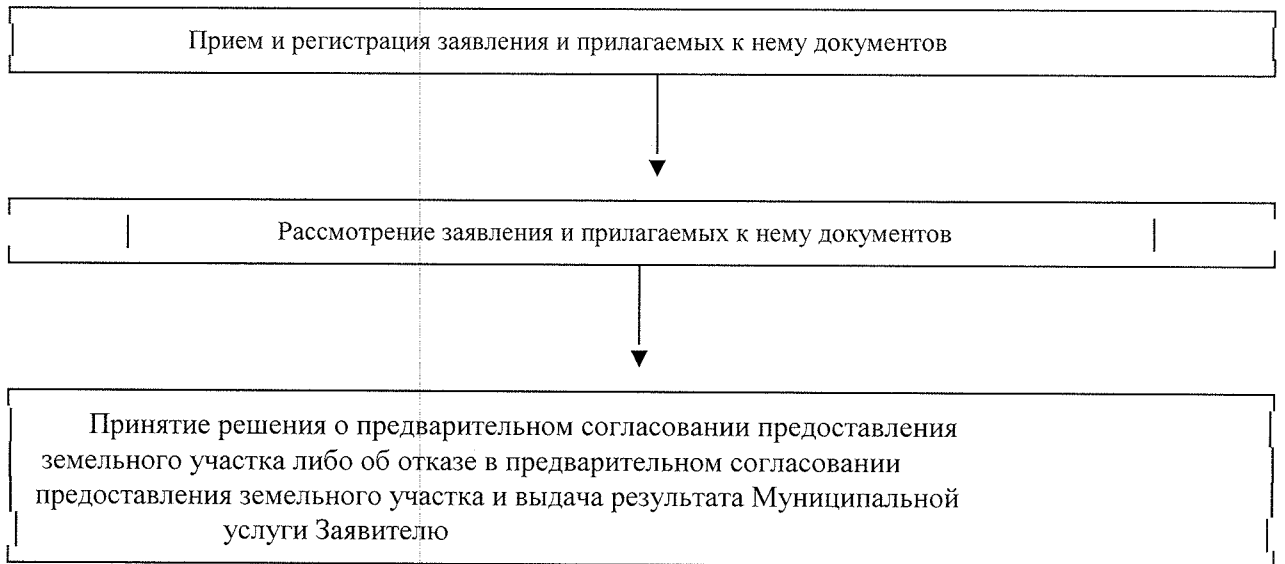 Прием и регистрация заявления и прилагаемых к нему документов
Рассмотрение заявления и прилагаемых к нему документов
Принятие решения о предварительном согласовании предоставления
земельного участка либо об отказе в предварительном согласовании
предоставления земельного участка и выдача результата Муниципальной
услуги Заявителю